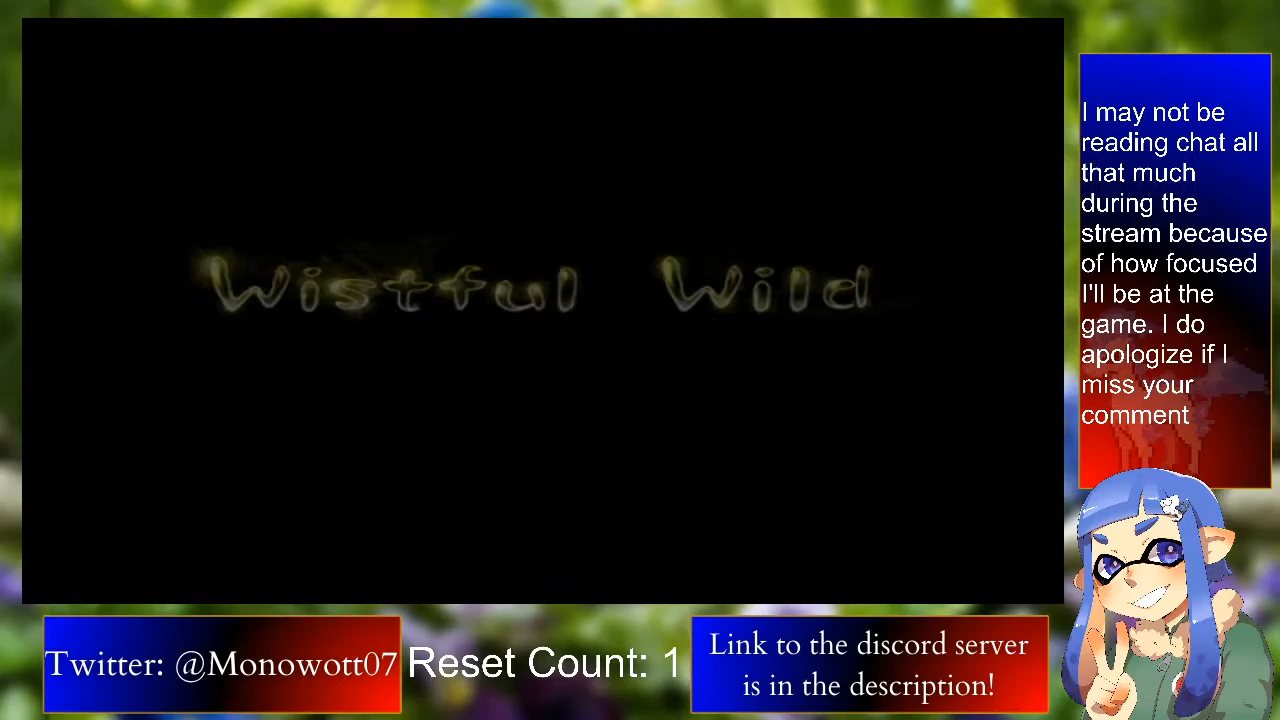 Wistful Wild
I may not be
reading chat all
that much
during the
stream because
of how focused
I'll be at the
game. I do
apologize if I
miss your
comment
Twitter: @Monowott07
Reset Count: 1
Link to the discord server
is in the description!